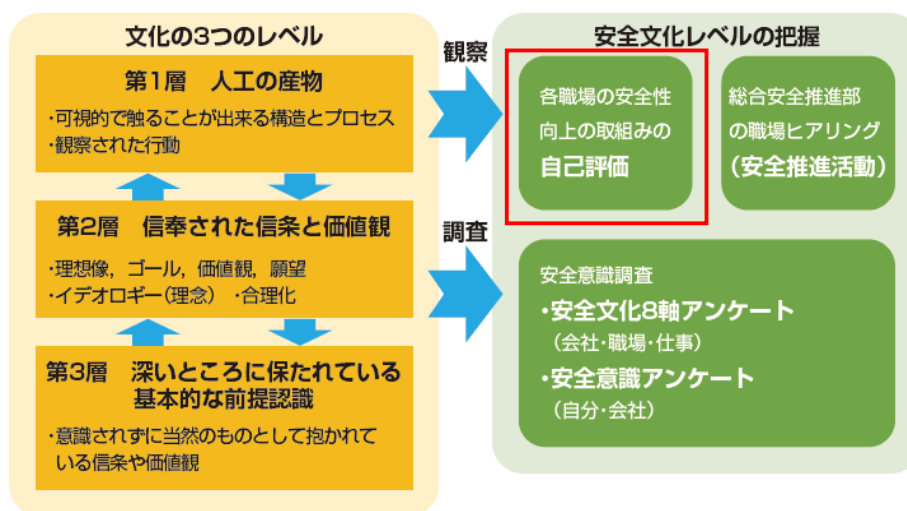 文化の3つのレベル
第1層　人工の産物
・可視的で触ることが出来る構造とプロセス
・観察された行動
第2層　信奉された信条と価値観
・理想像，ゴール，価値観，願望
・イデオロギー（理念）　・合理化
第3層　深いところに保たれている
基本的な前提認識
・意識されずに当然のものとして抱かれて
いる信条や価値観
観察
調査
安全文化レベルの把握
各職場の安全性
向上の取組みの
自己評価
総合安全推進部
の職場ヒアリング
（安全推進活動）
安全意識調査
・安全文化8軸アンケート
（会社・職場・仕事）
・安全意識アンケート
（自分・会社）